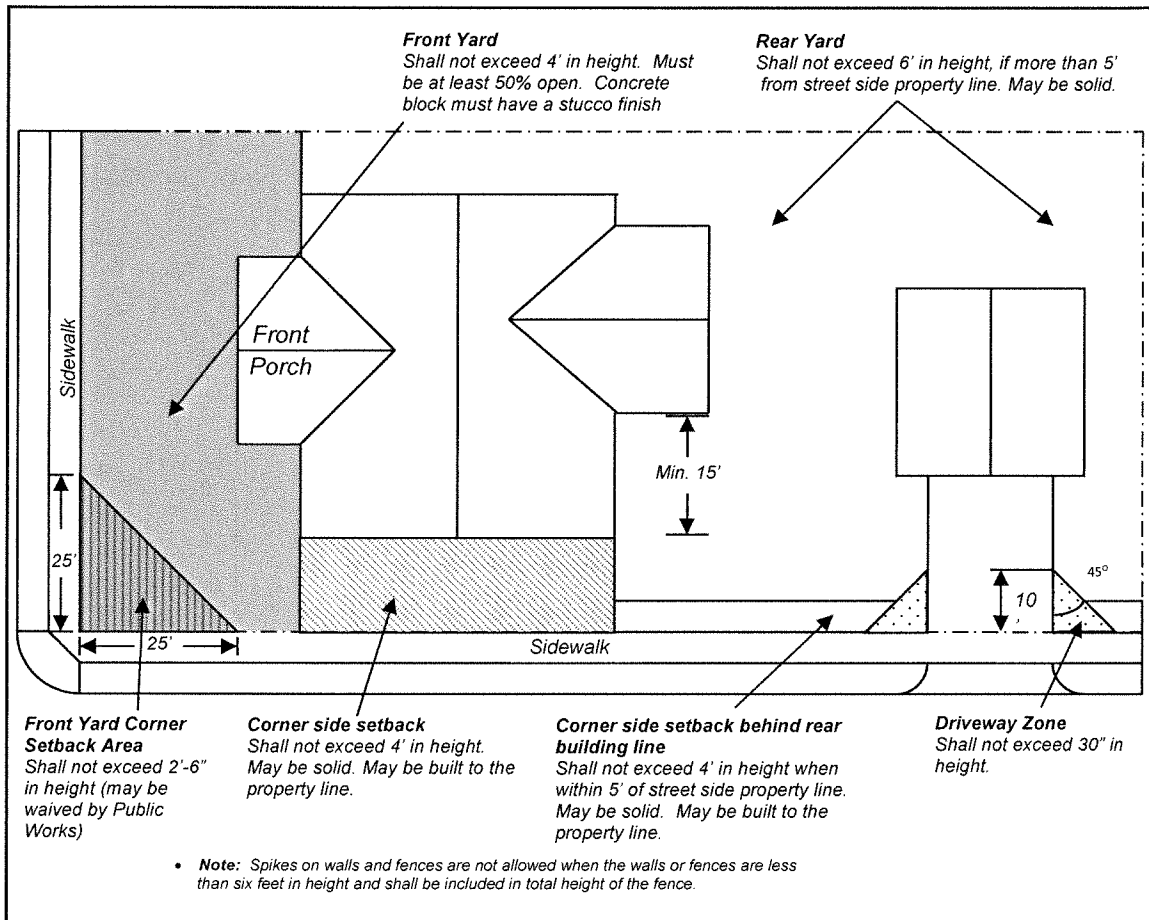 Front Yard
Shall not exceed 4' in height. Must
be at least 50% open. Concrete
block must have a stucco finish
Rear Yard
Shall not exceed 6' in height, if more than 5'
from street side property line. May be solid.
Sidewalk
Front
Porch
Min. 15'
25'
25'
45°
10
'
Sidewalk
Front Yard Corner
Setback Area
Shall not exceed 2'-6"
in height (may be
waived by Public
Works)
Corner side setback
Shall not exceed 4' in height.
May be solid. May be built to the
property line.
Corner side setback behind rear
building line
Shall not exceed 4' in height when
within 5' of street side property line.
May be solid. May be built to the
property line.
Driveway Zone
Shall not exceed 30" in
height.
• Note: Spikes on walls and fences are not allowed when the walls or fences are less
than six feet in height and shall be included in total height of the fence.